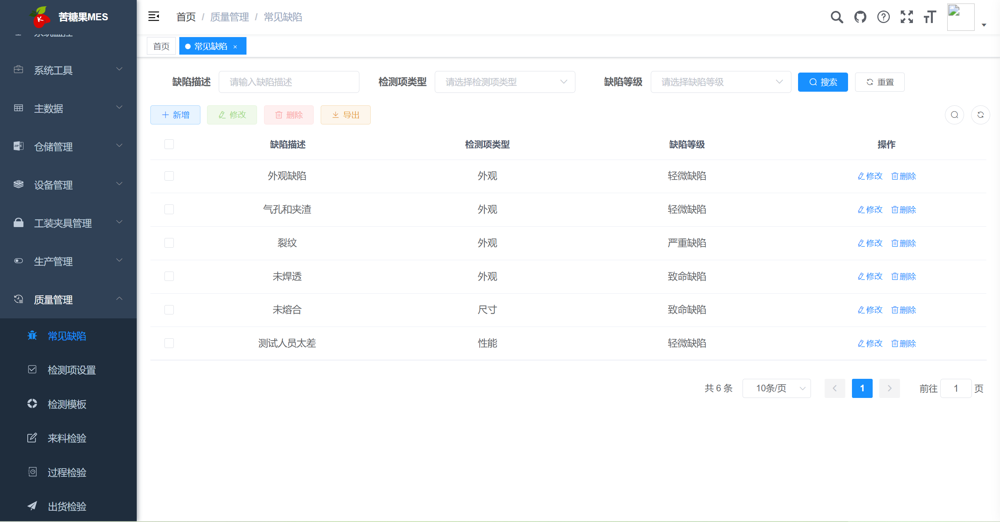 苦糖果MES
首页 / 质量管理 / 常见缺陷
首页
常见缺陷 ×
系统监控
系统工具
主数据
仓储管理
设备管理
工装夹具管理
生产管理
质量管理
常见缺陷
检测项设置
检测模板
来料检验
过程检验
出货检验
缺陷描述 请输入缺陷描述 检测项类型 请选择检测项类型 缺陷等级 请选择缺陷等级 搜索 重置
新增 修改 删除 导出
缺陷描述 检测项类型 缺陷等级 操作
外观缺陷 外观 轻微缺陷 修改 删除
气孔和夹渣 外观 轻微缺陷 修改 删除
裂纹 外观 严重缺陷 修改 删除
未焊透 外观 致命缺陷 修改 删除
未熔合 尺寸 致命缺陷 修改 删除
测试人员太差 性能 轻微缺陷 修改 删除
共 6 条 10条/页 1 前往 1 页